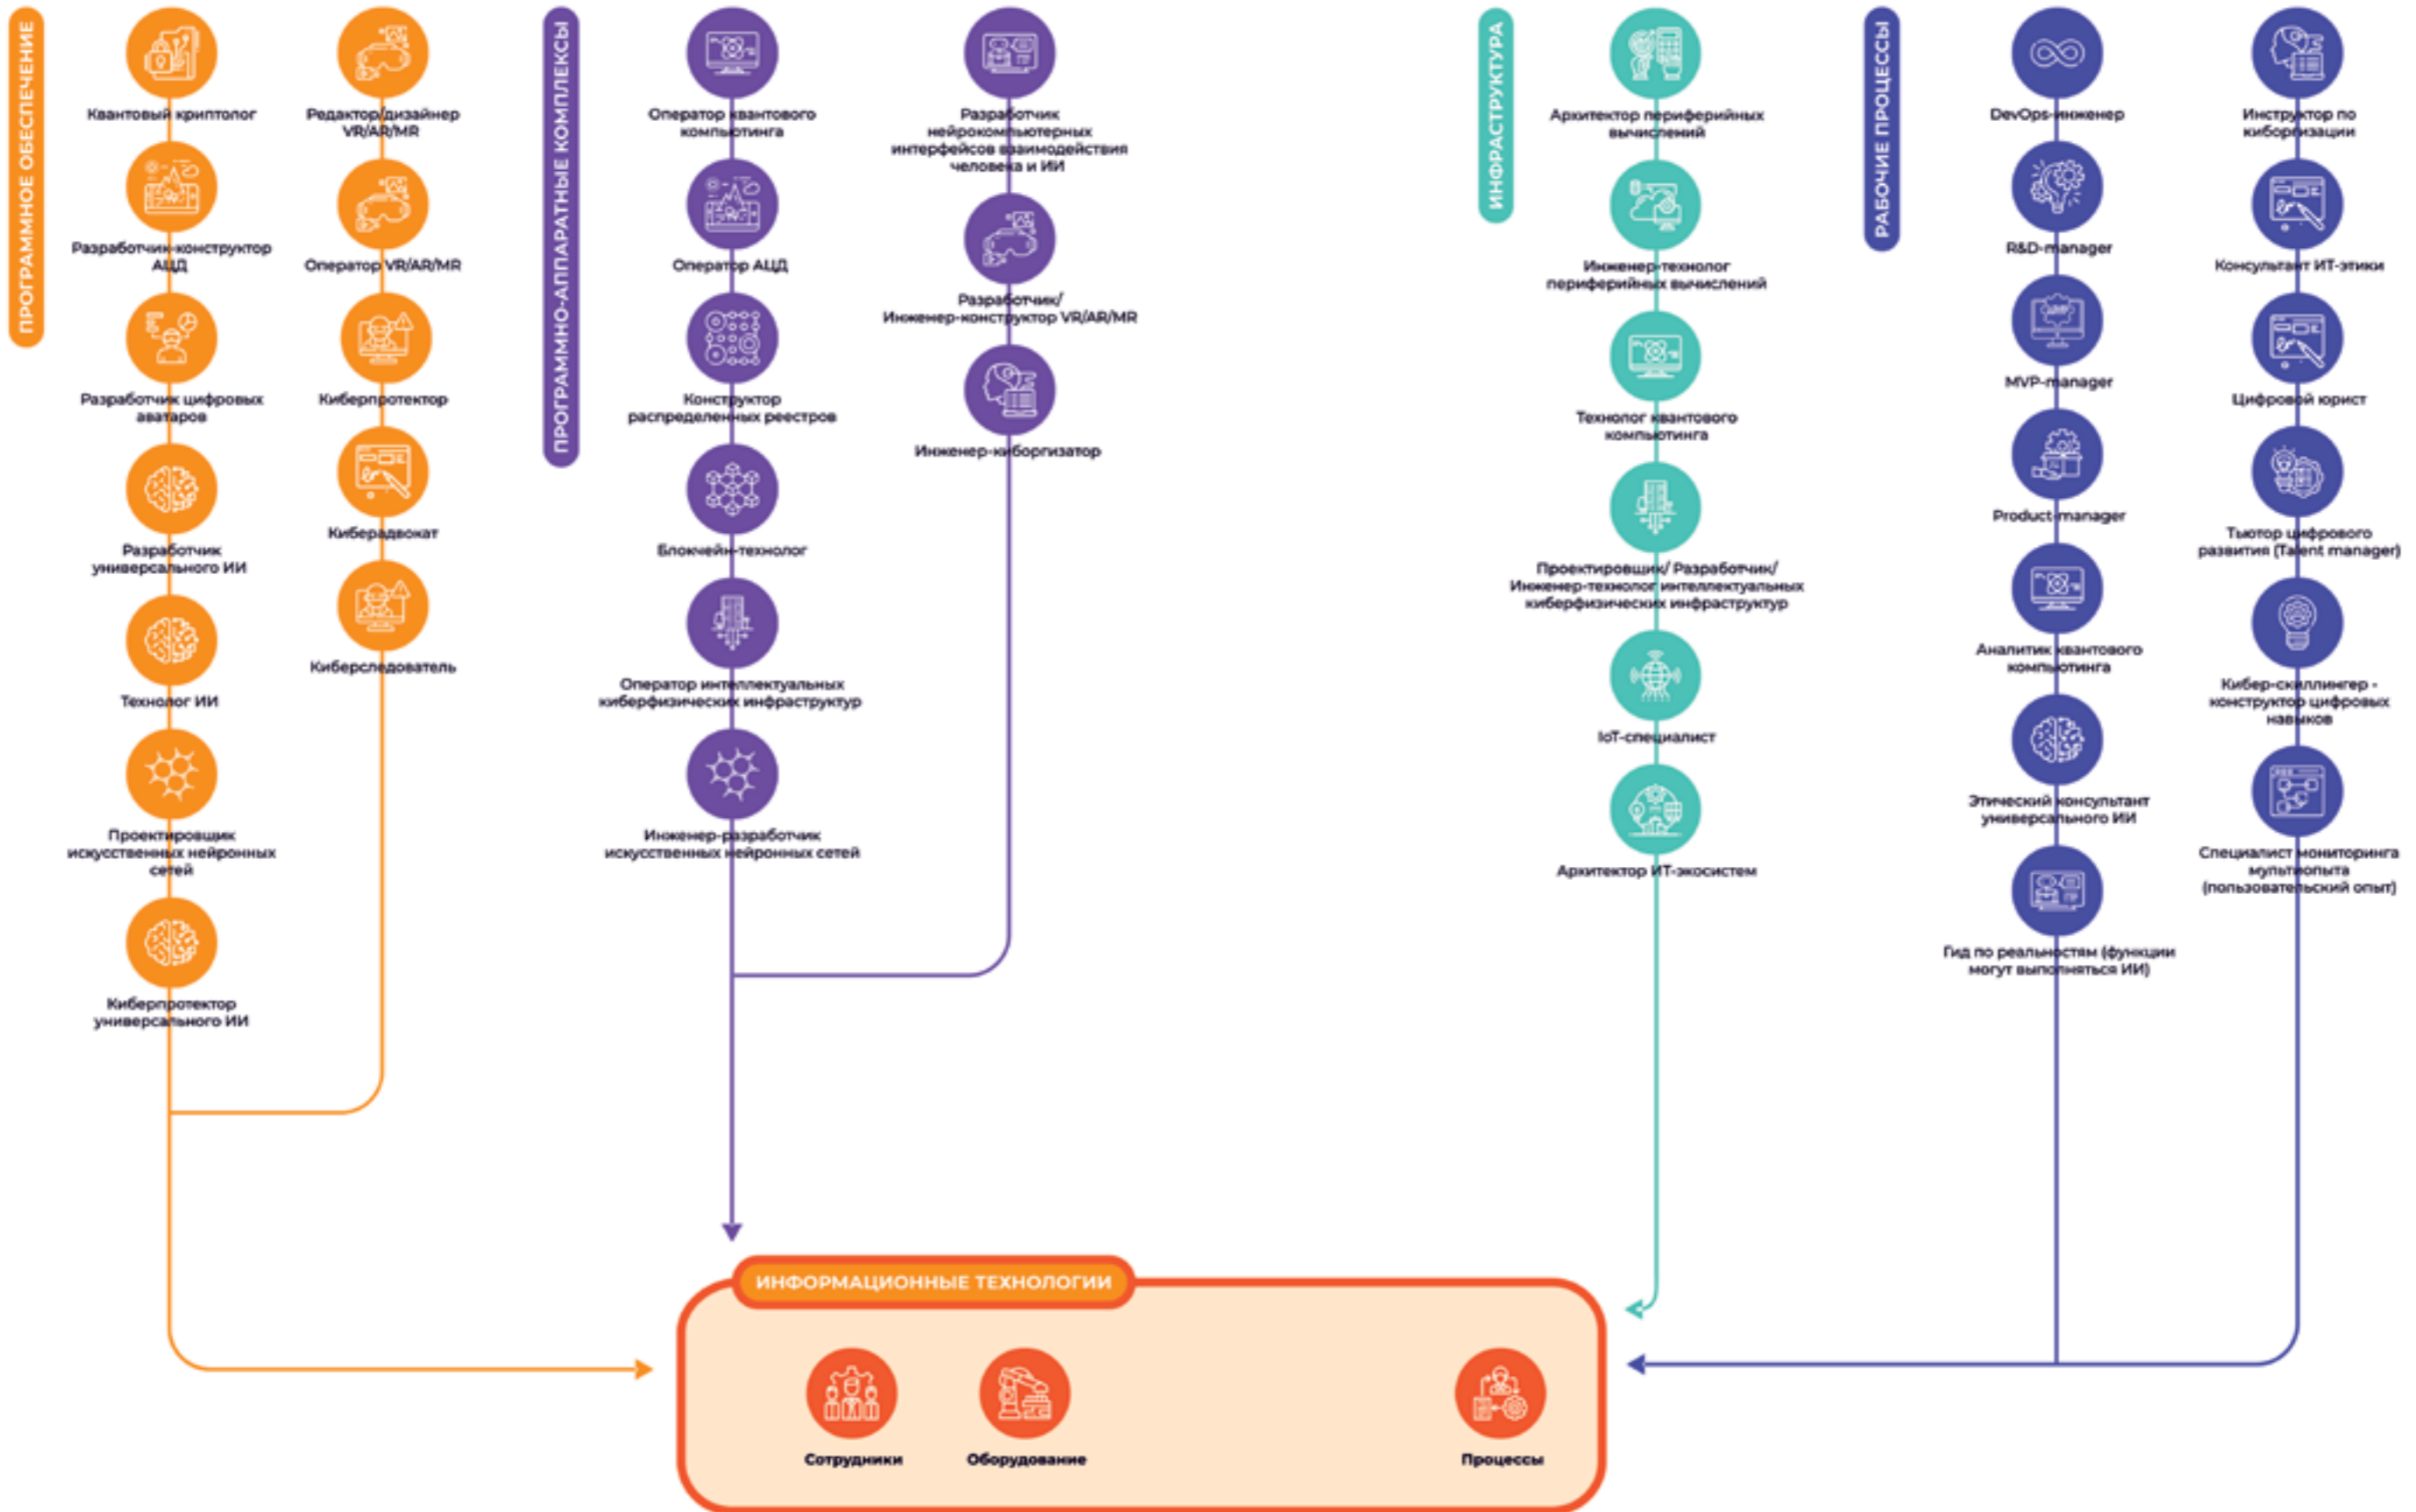 ПРОГРАММНОЕ ОБЕСПЕЧЕНИЕ
Квантовый криптолог
Разработчик-конструктор
АЦД
Разработчик цифровых
аватаров
Разработчик
универсального ИИ
Технолог ИИ
Проектировщик
искусственных нейронных
сетей
Киберпротектор
универсального ИИ
Редактор/дизайнер
VR/AR/MR
Оператор VR/AR/MR
Киберпротектор
Киберадвокат
Киберследователь
ПРОГРАММНО-АППАРАТНЫЕ КОМПЛЕКСЫ
Оператор квантового
компьютинга
Оператор АЦД
Конструктор
распределенных реестров
Блокчейн-технолог
Оператор интеллектуальных
киберфизических инфраструктур
Инженер-разработчик
искусственных нейронных сетей
Разработчик
нейрокомпьютерных
интерфейсов взаимодействия
человека и ИИ
Разработчик/
Инженер-конструктор VR/AR/MR
Инженер-киборгизатор
ИНФРАСТРУКТУРА
Архитектор периферийных
вычислений
Инженер-технолог
периферийных вычислений
Технолог квантового
компьютинга
Проектировщик/ Разработчик/
Инженер-технолог интеллектуальных
киберфизических инфраструктур
IoT-специалист
Архитектор ИТ-экосистем
РАБОЧИЕ ПРОЦЕССЫ
DevOps-инженер
R&D-manager
MVP-manager
Product-manager
Аналитик квантового
компьютинга
Этический консультант
универсального ИИ
Гид по реальностям (функции
могут выполняться ИИ)
Инструктор по
киборгизации
Консультант ИТ-этики
Цифровой юрист
Тьютор цифрового
развития (Talent manager)
Кибер-скиллингер -
конструктор цифровых
навыков
Специалист мониторинга
мультиопыта
(пользовательский опыт)
ИНФОРМАЦИОННЫЕ ТЕХНОЛОГИИ
Сотрудники
Оборудование
Процессы